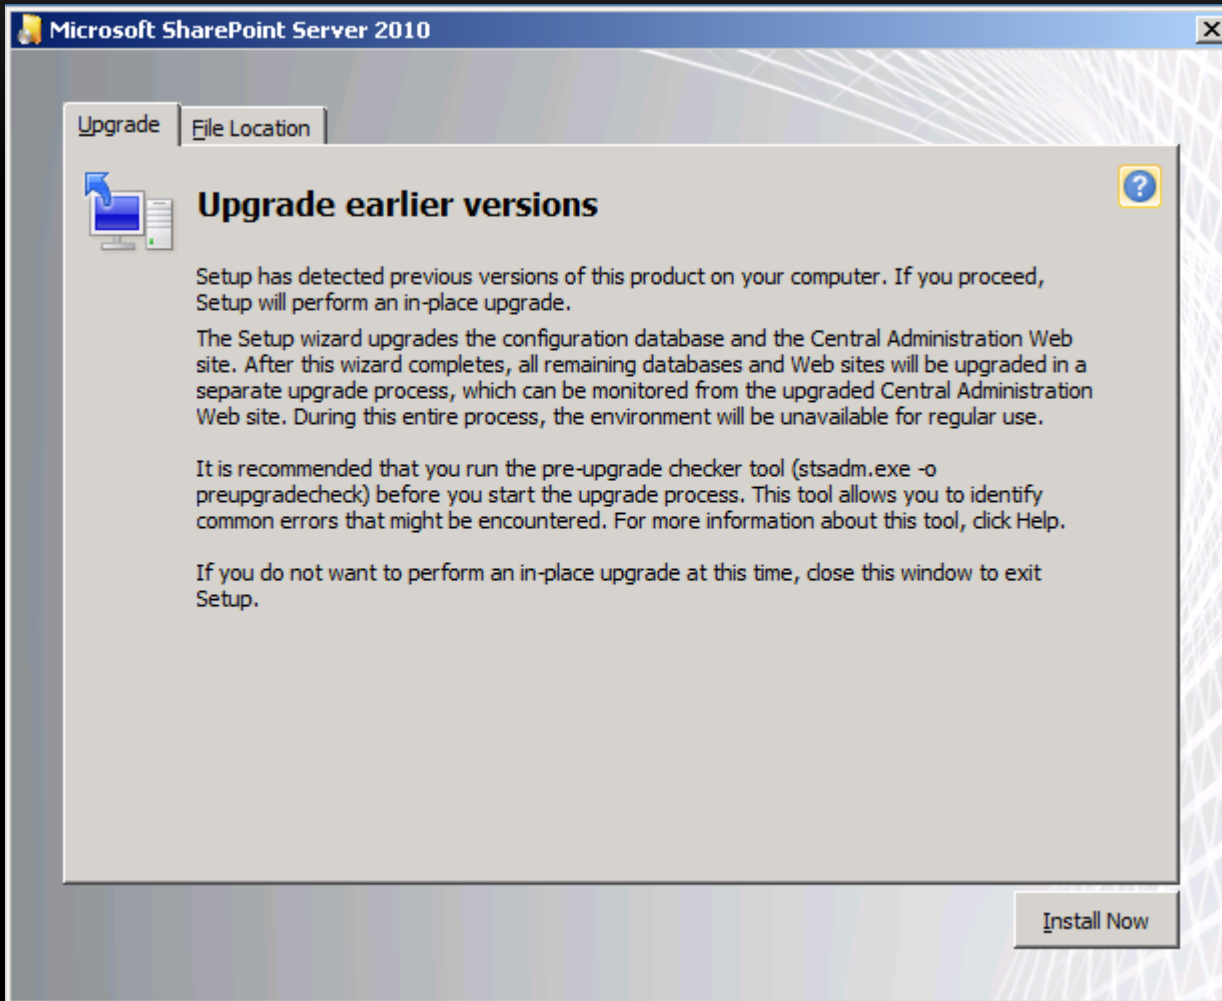 Microsoft SharePoint Server 2010
Upgrade
File Location
Upgrade earlier versions
Setup has detected previous versions of this product on your computer. If you proceed,
Setup will perform an in-place upgrade.
The Setup wizard upgrades the configuration database and the Central Administration Web
site. After this wizard completes, all remaining databases and Web sites will be upgraded in a
separate upgrade process, which can be monitored from the upgraded Central Administration
Web site. During this entire process, the environment will be unavailable for regular use.
It is recommended that you run the pre-upgrade checker tool (stsadm.exe -o
preupgradecheck) before you start the upgrade process. This tool allows you to identify
common errors that might be encountered. For more information about this tool, click Help.
If you do not want to perform an in-place upgrade at this time, close this window to exit
Setup.
Install Now